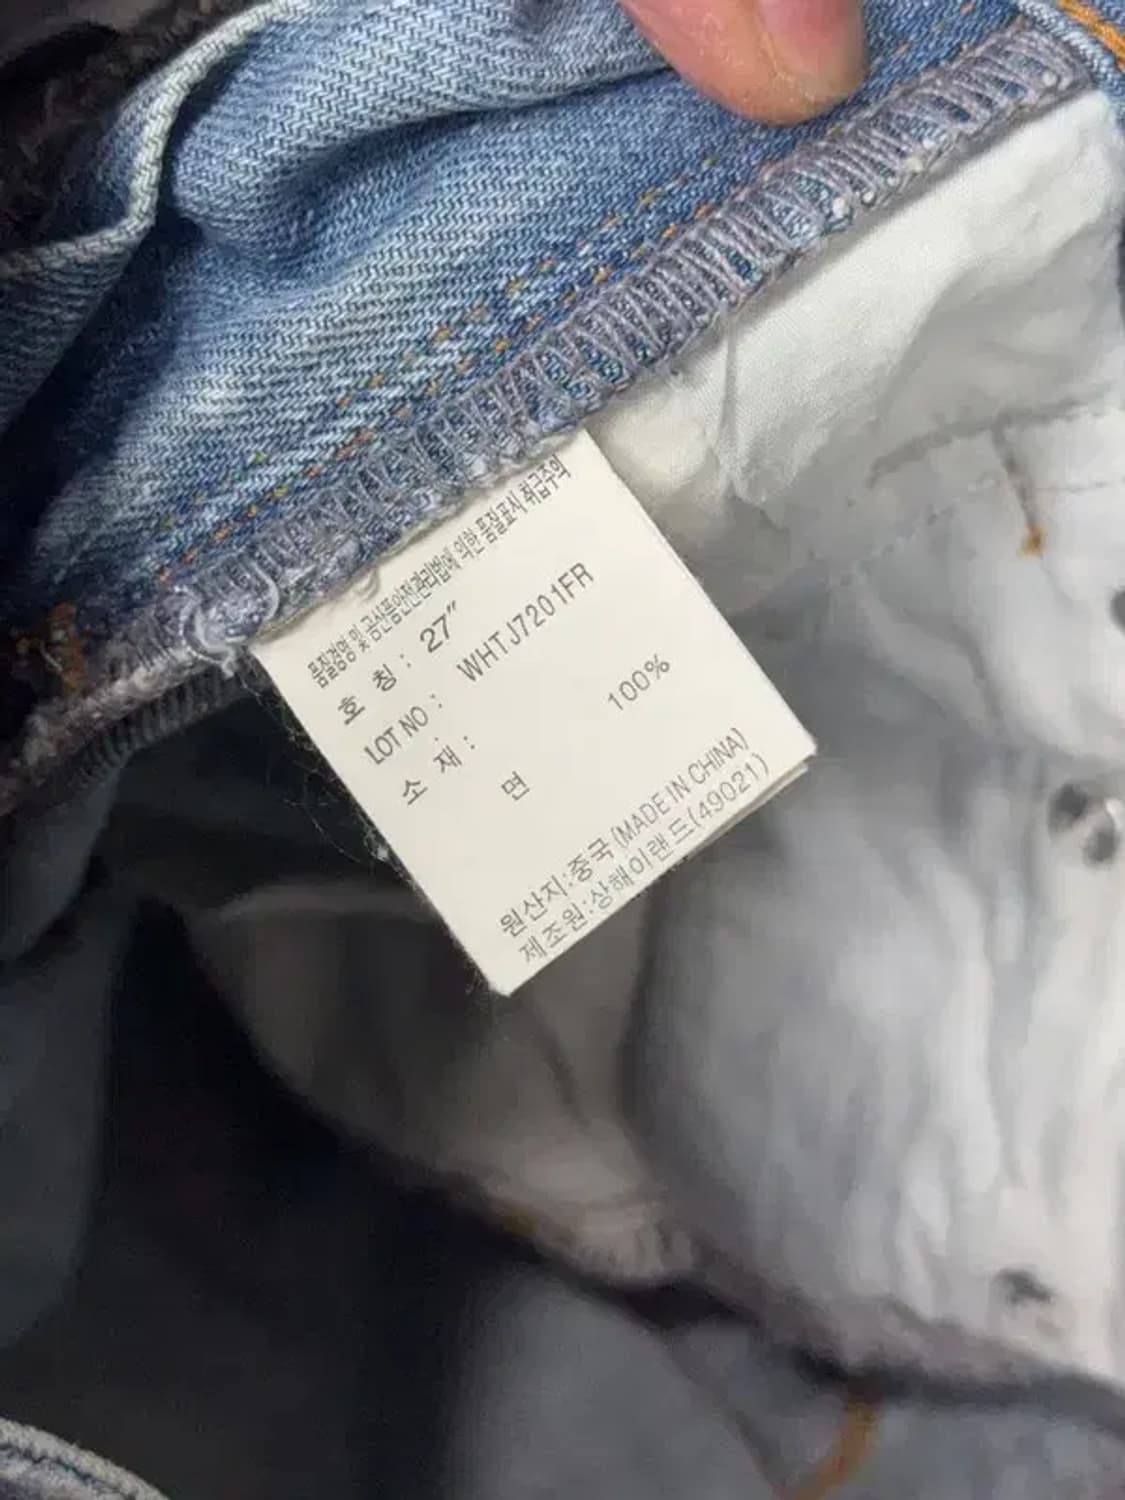 품질경영 및 공산품안전관리법에 의한 품질표시 취급주의
호 칭 : 27"
LOT NO : WHTJ7201FR
소 재 :
면 100%
원산지:중국 (MADE IN CHINA)
제조원:상해이랜드(49021)